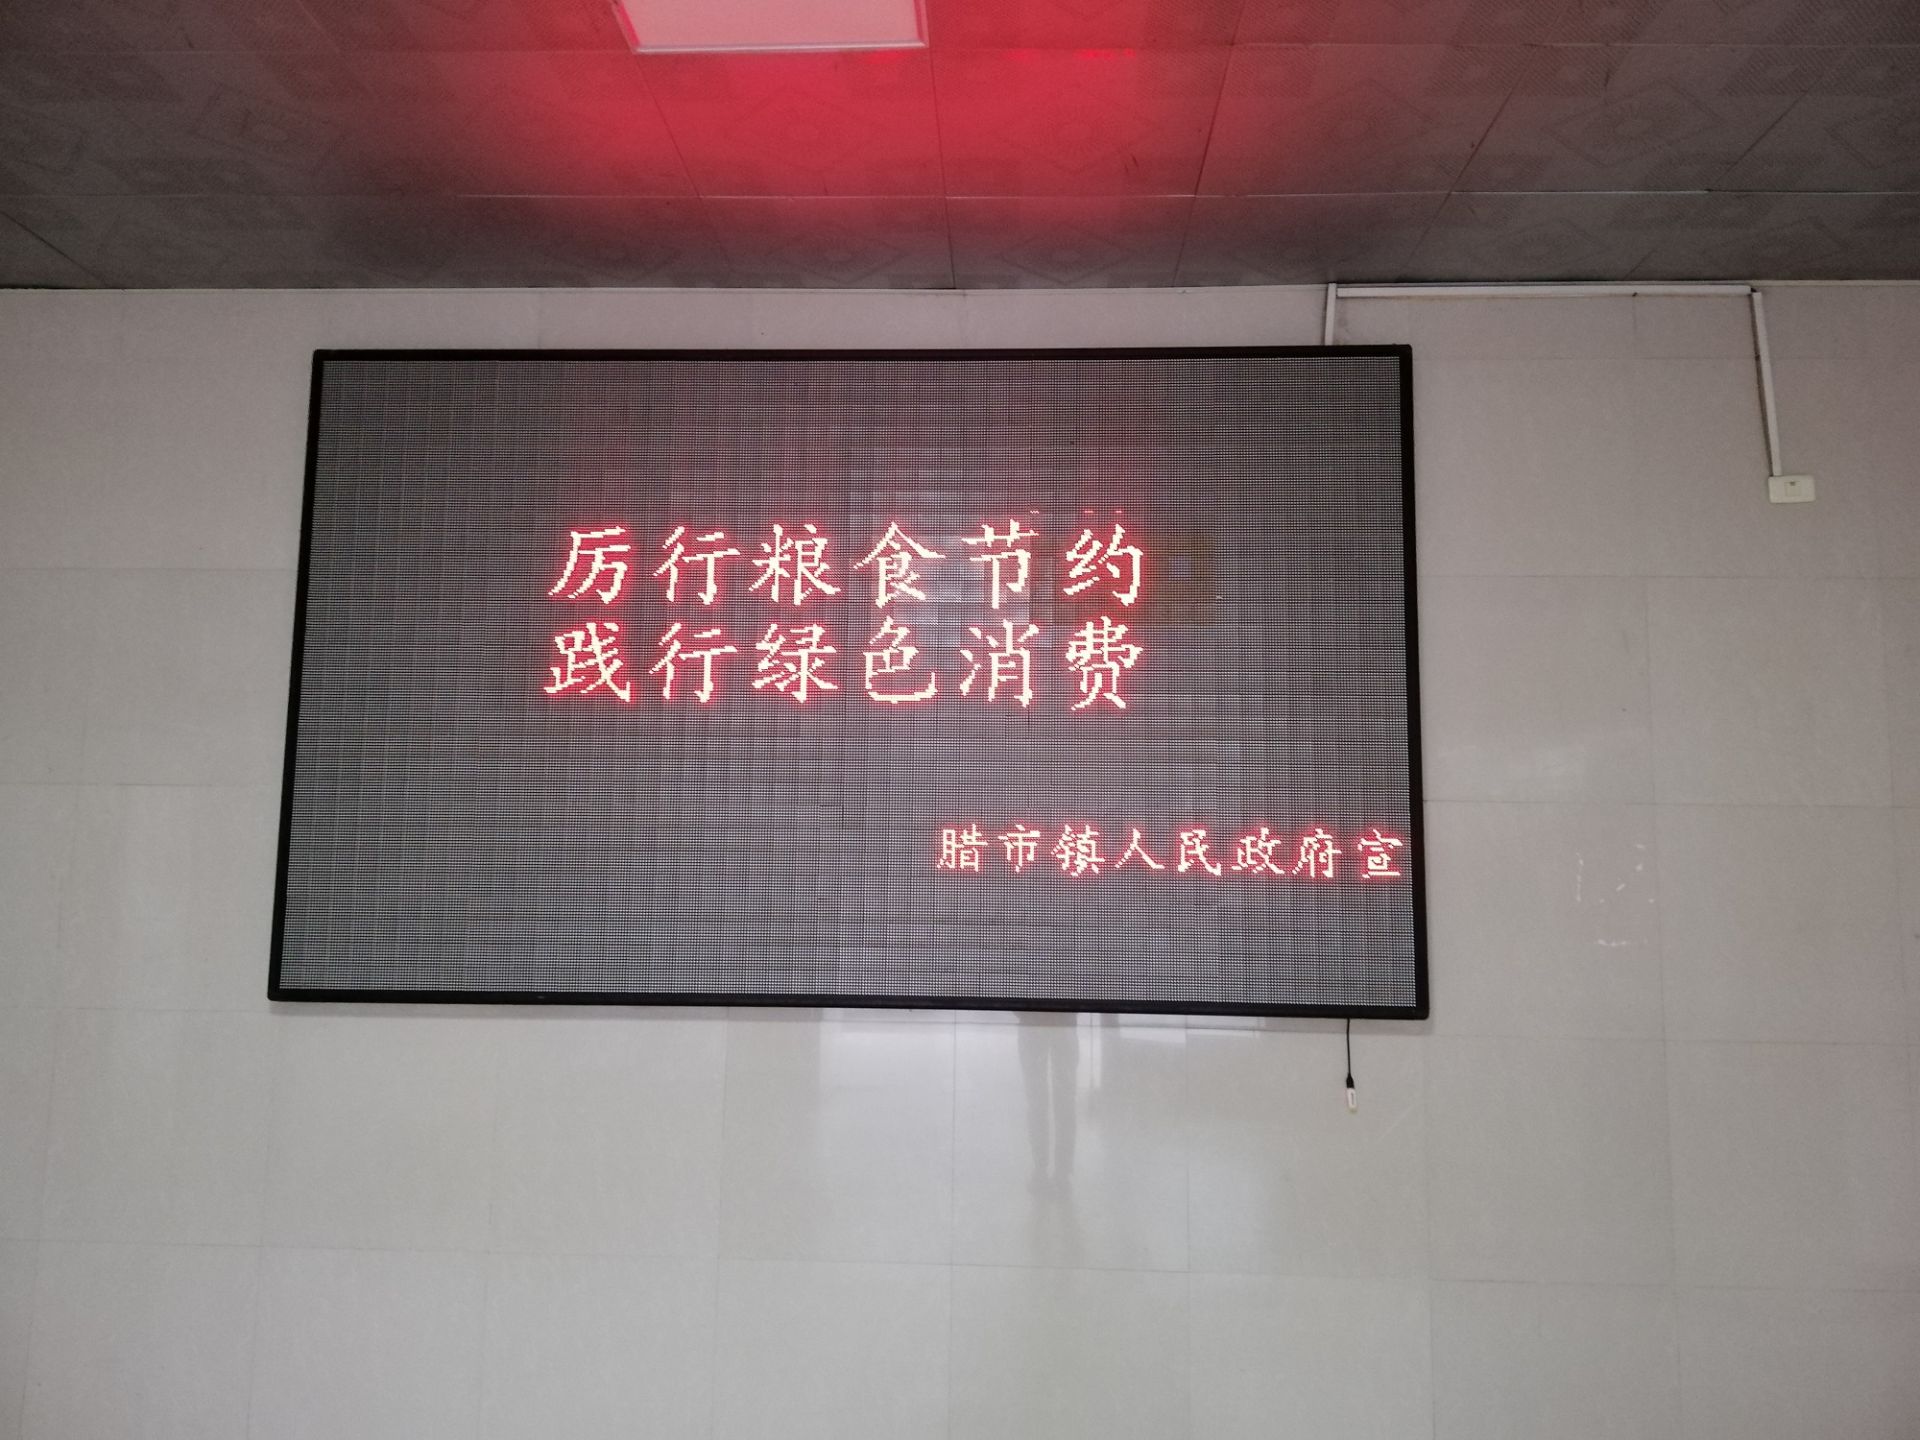 厉行粮食节约
践行绿色消费
腊市镇人民政府宣